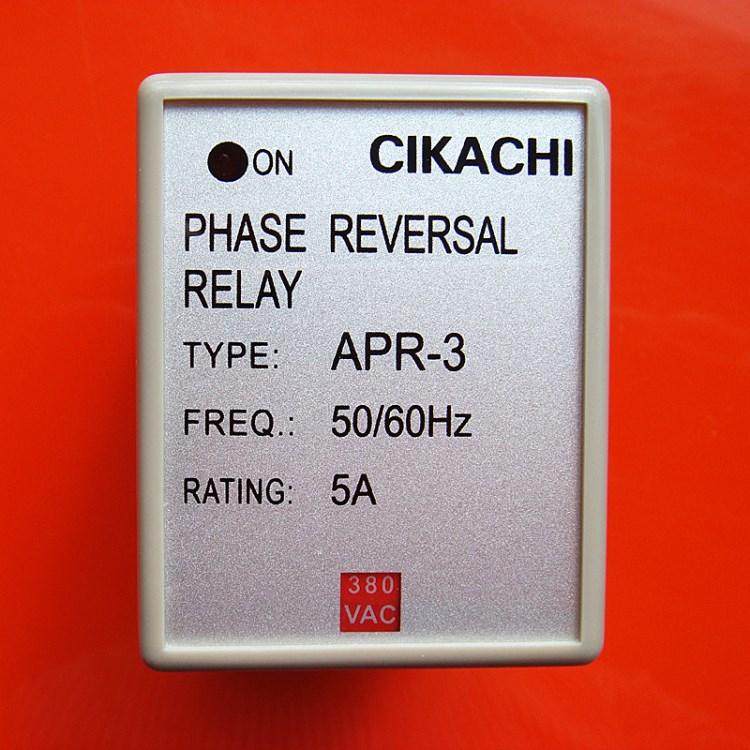 ON CIKACHI
PHASE REVERSAL
RELAY
TYPE: APR-3
FREQ.: 50/60Hz
RATING: 5A
380
VAC